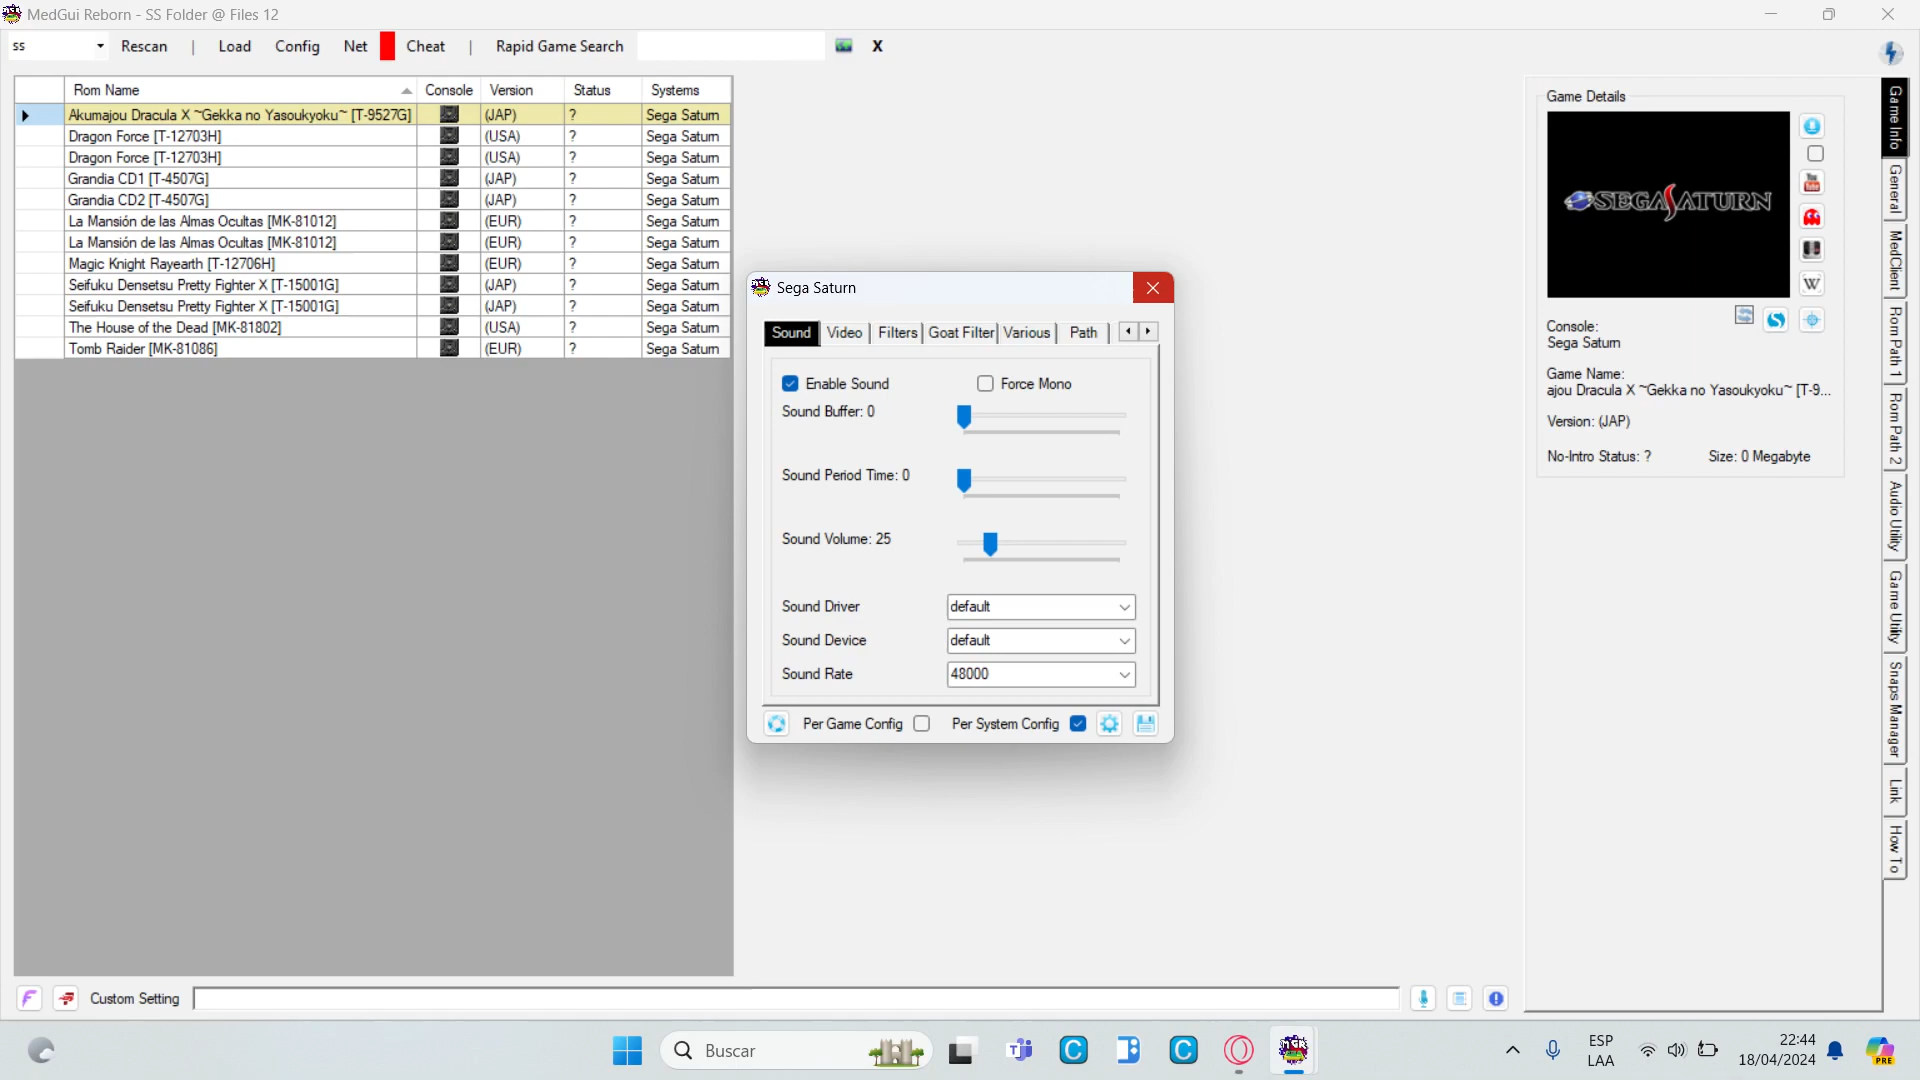 MedGui Reborn - SS Folder @ Files 12
ss Rescan | Load Config Net Cheat | Rapid Game Search X
Rom Name Console Version Status Systems
Akumajou Dracula X ~Gekka no Yasoukyoku~ [T-9527G] (JAP) ? Sega Saturn
Dragon Force [T-12703H] (USA) ? Sega Saturn
Dragon Force [T-12703H] (USA) ? Sega Saturn
Grandia CD1 [T-4507G] (JAP) ? Sega Saturn
Grandia CD2 [T-4507G] (JAP) ? Sega Saturn
La Mansión de las Almas Ocultas [MK-81012] (EUR) ? Sega Saturn
La Mansión de las Almas Ocultas [MK-81012] (EUR) ? Sega Saturn
Magic Knight Rayearth [T-12706H] (EUR) ? Sega Saturn
Seifuku Densetsu Pretty Fighter X [T-15001G] (JAP) ? Sega Saturn
Seifuku Densetsu Pretty Fighter X [T-15001G] (JAP) ? Sega Saturn
The House of the Dead [MK-81802] (USA) ? Sega Saturn
Tomb Raider [MK-81086] (EUR) ? Sega Saturn
Sega Saturn
Sound Video Filters Goat Filter Various Path
Enable Sound Force Mono
Sound Buffer: 0
Sound Period Time: 0
Sound Volume: 25
Sound Driver default
Sound Device default
Sound Rate 48000
Per Game Config Per System Config
Game Details
SEGA SATURN
You
Tube
W
Console:
Sega Saturn
Game Name:
ajou Dracula X ~Gekka no Yasoukyoku~ [T-9...
Version: (JAP)
No-Intro Status: ? Size: 0 Megabyte
Game Info
General
MedClient
Rom Path 1
Rom Path 2
Audio Utility
Game Utility
Snaps Manager
Link
How To
Custom Setting
Buscar
ESP
LAA
22:44
18/04/2024
PRE